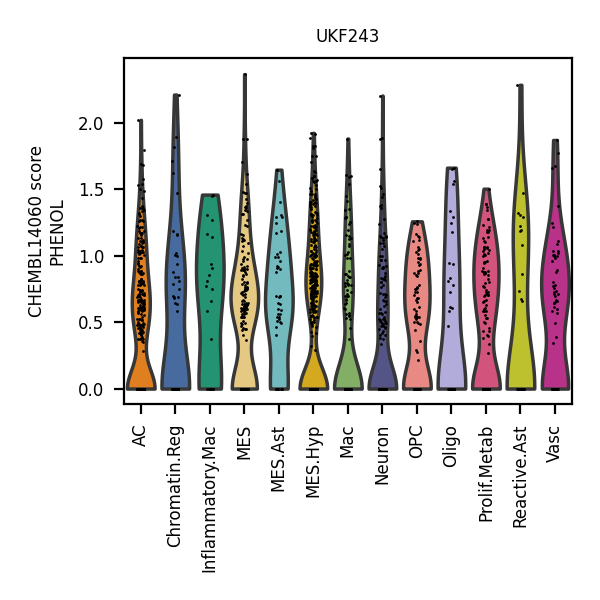 UKF243
CHEMBL14060 score
PHENOL
2.0
1.5
1.0
0.5
0.0
AC
Chromatin.Reg
Inflammatory.Mac
MES
MES.Ast
MES.Hyp
Mac
Neuron
OPC
Oligo
Prolif.Metab
Reactive.Ast
Vasc